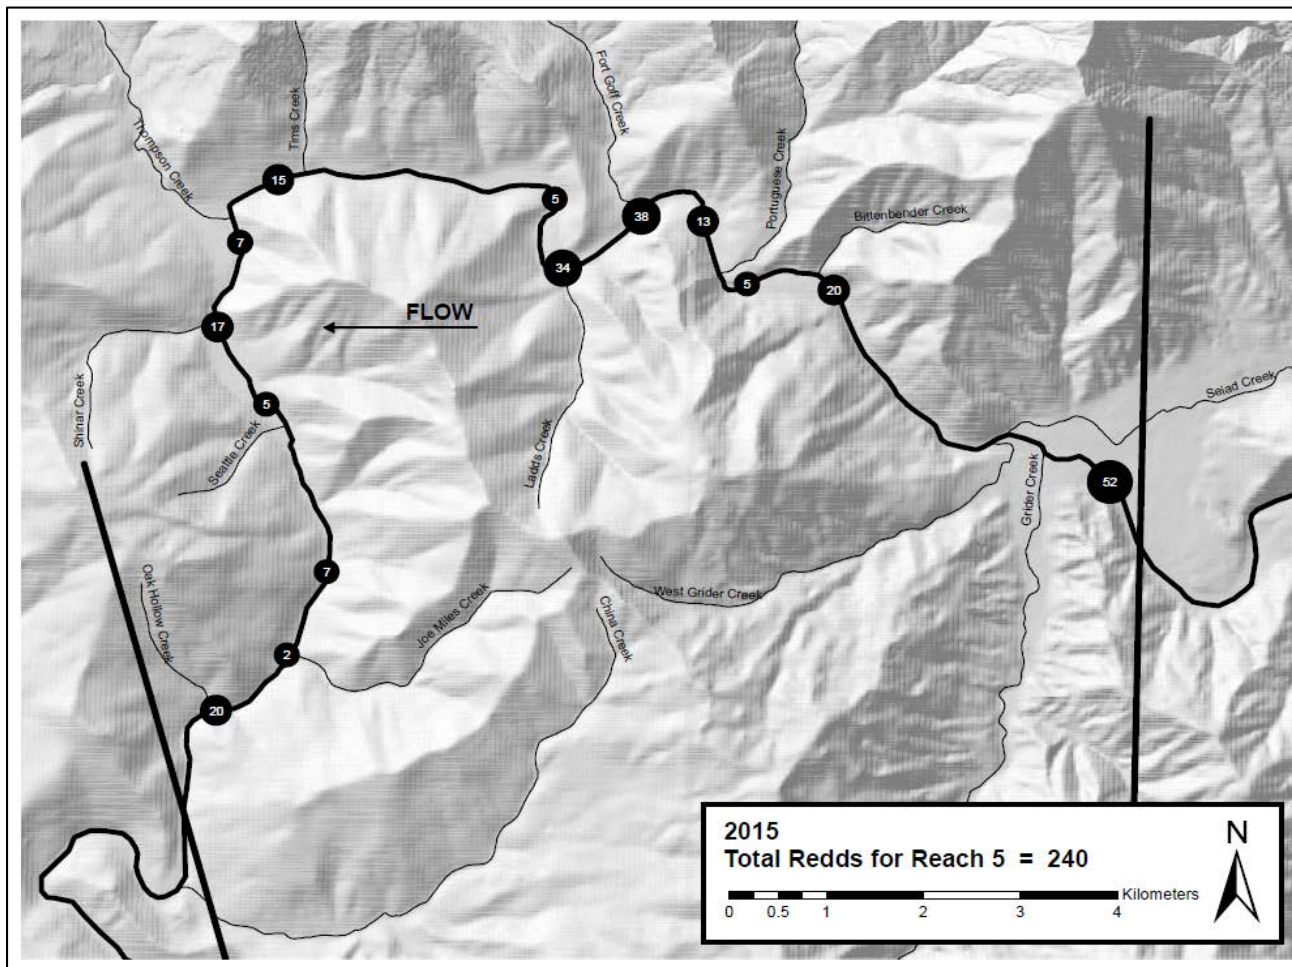 Fort Goff Creek
Tims Creek
Thompson Creek
Portuguese Creek
Bittenbender Creek
15
5
38
13
7
34
5
20
FLOW
17
Shinar Creek
5
Seattle Creek
Ladds Creek
Seiad Creek
52
Grider Creek
7
Oak Hollow Creek
Joe Miles Creek
West Grider Creek
China Creek
2
20
2015
Total Redds for Reach 5 = 240
N
Kilometers
0 0.5 1 2 3 4